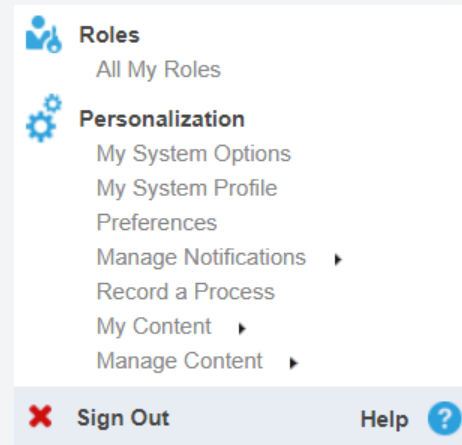 Roles
All My Roles
Personalization
My System Options
My System Profile
Preferences
Manage Notifications
Record a Process
My Content
Manage Content
Sign Out Help ?